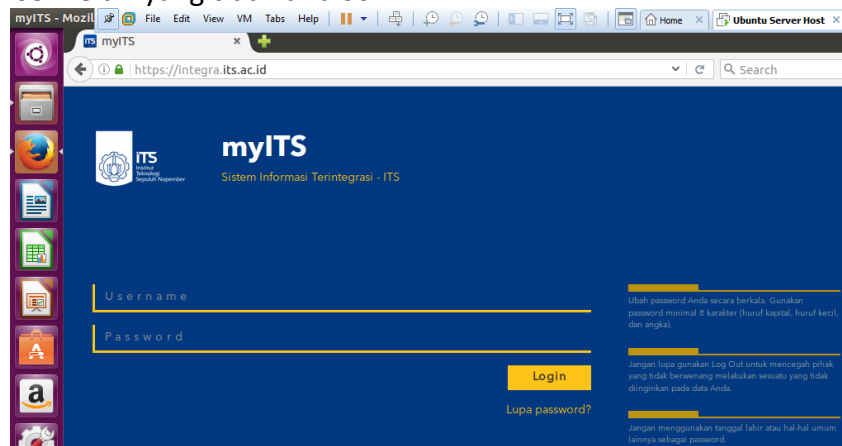 myITS - Mozil File Edit View VM Tabs Help Home × Ubuntu Server Host ×
myITS ×
https://integra.its.ac.id Search
ITS
Institut
Teknologi
Sepuluh Nopember
myITS
Sistem Informasi Terintegrasi - ITS
Username
Password
Login
Lupa password?
Ubah password Anda secara berkala. Gunakan
password minimal 8 karakter (huruf kapital, huruf kecil,
dan angka).
Jangan lupa gunakan Log Out untuk mencegah pihak
yang tidak berwenang melakukan sesuatu yang tidak
diinginkan pada data Anda.
Jangan menggunakan tanggal lahir atau hal-hal umum
lainnya sebagai password.